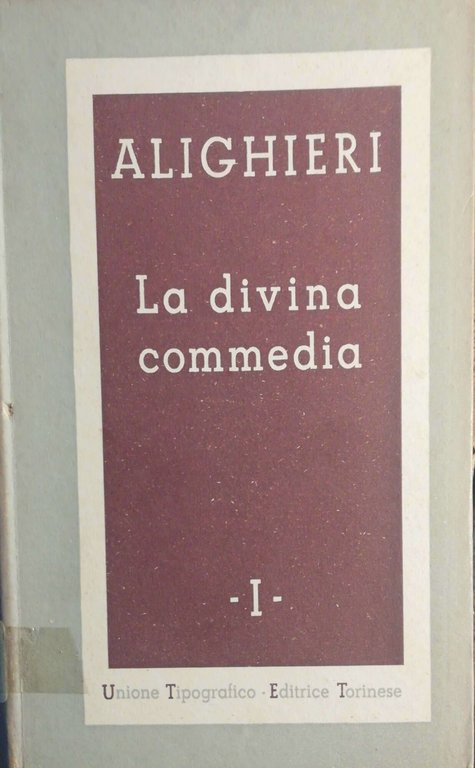 ALIGHIERI
La divina
commedia
-I-
Unione Tipografico - Editrice Torinese